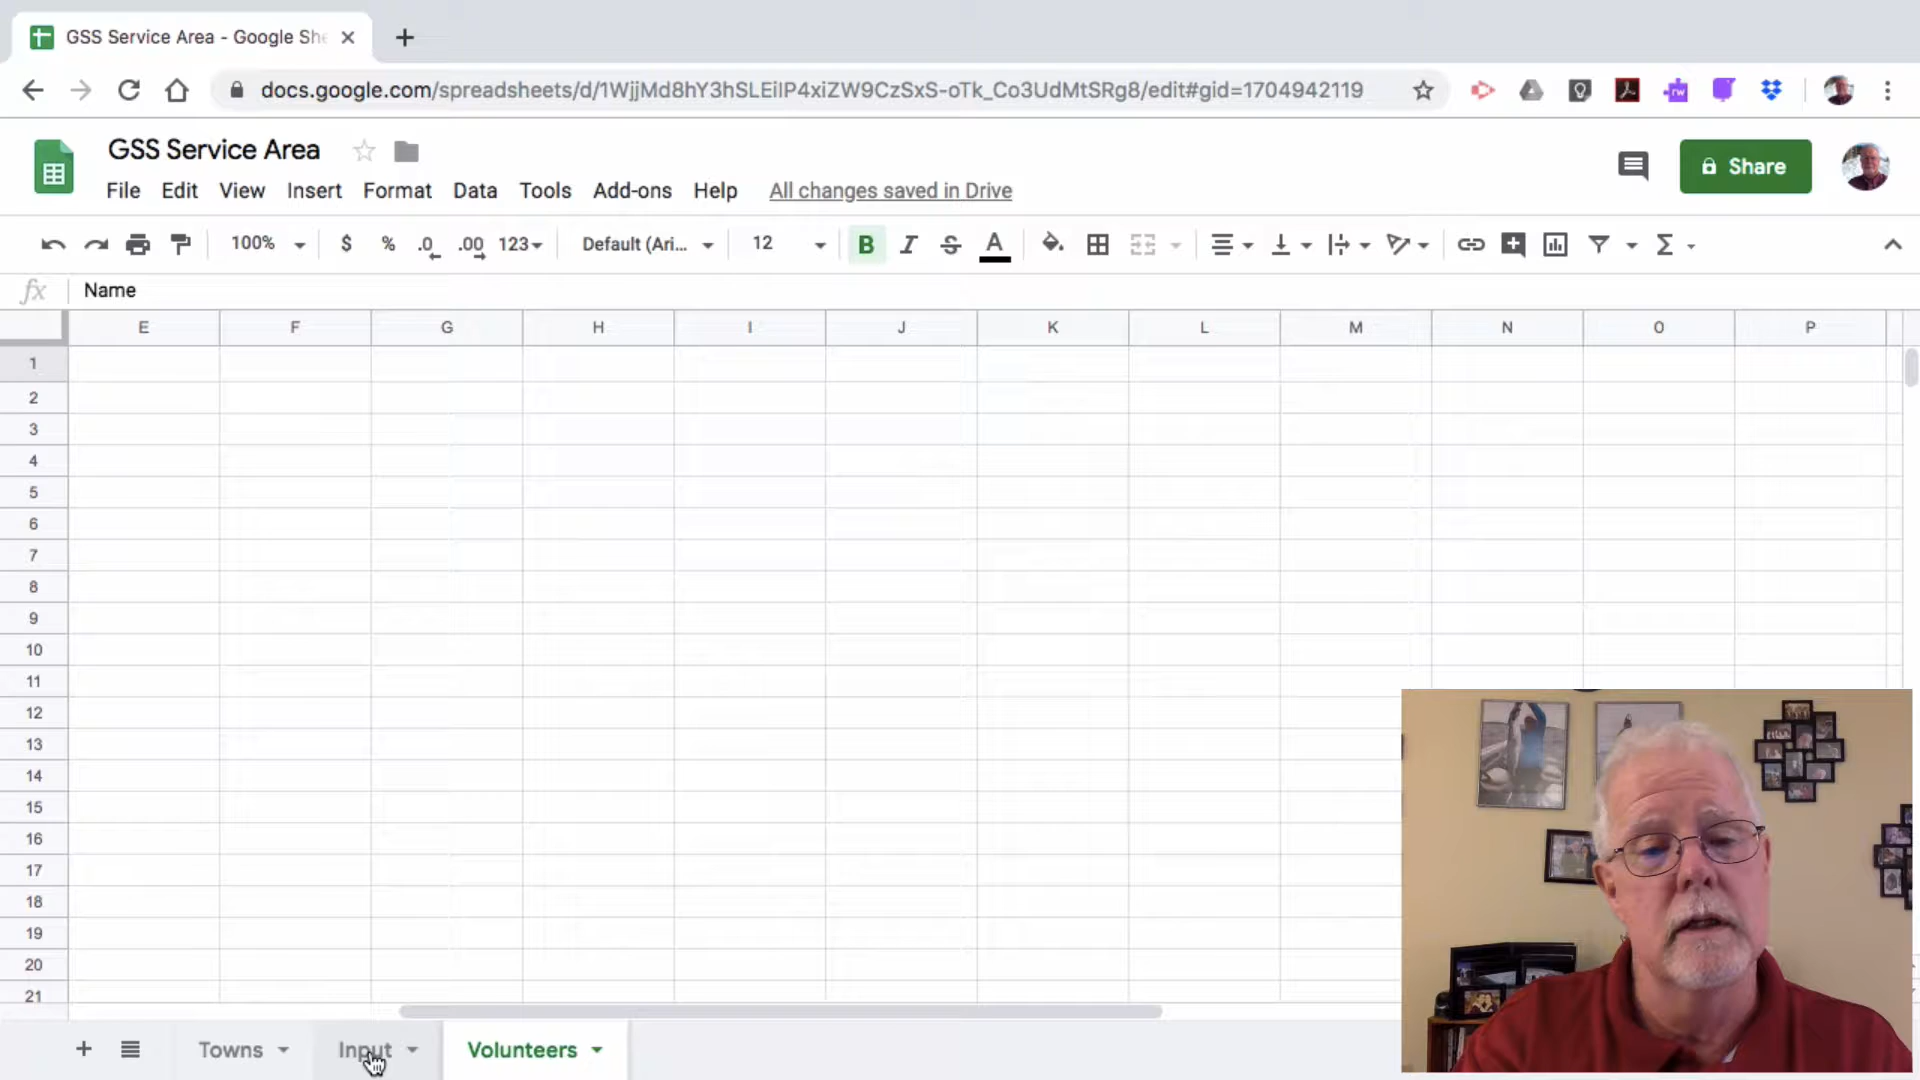 GSS Service Area - Google She
docs.google.com/spreadsheets/d/1WjjMd8hY3hSLEiIP4xiZW9CzSxS-oTk_Co3UdMtSRg8/edit#gid=1704942119
rw
GSS Service Area
Share
File Edit View Insert Format Data Tools Add-ons Help All changes saved in Drive
100% $ % .0 .00 123 Default (Ari... 12 B I S A Σ
fx Name
E F G H I J K L M N O P
1
2
3
4
5
6
7
8
9
10
11
12
13
14
15
16
17
18
19
20
21
+ Towns Input Volunteers